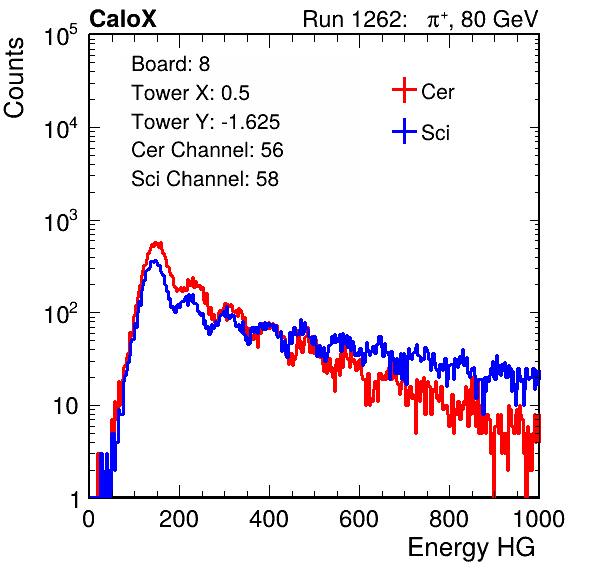 CaloX Run 1262: π⁺, 80 GeV
Counts
Board: 8
Tower X: 0.5
Tower Y: -1.625
Cer Channel: 56
Sci Channel: 58
Cer
Sci
10⁵
10⁴
10³
10²
10
1
0 200 400 600 800 1000
Energy HG